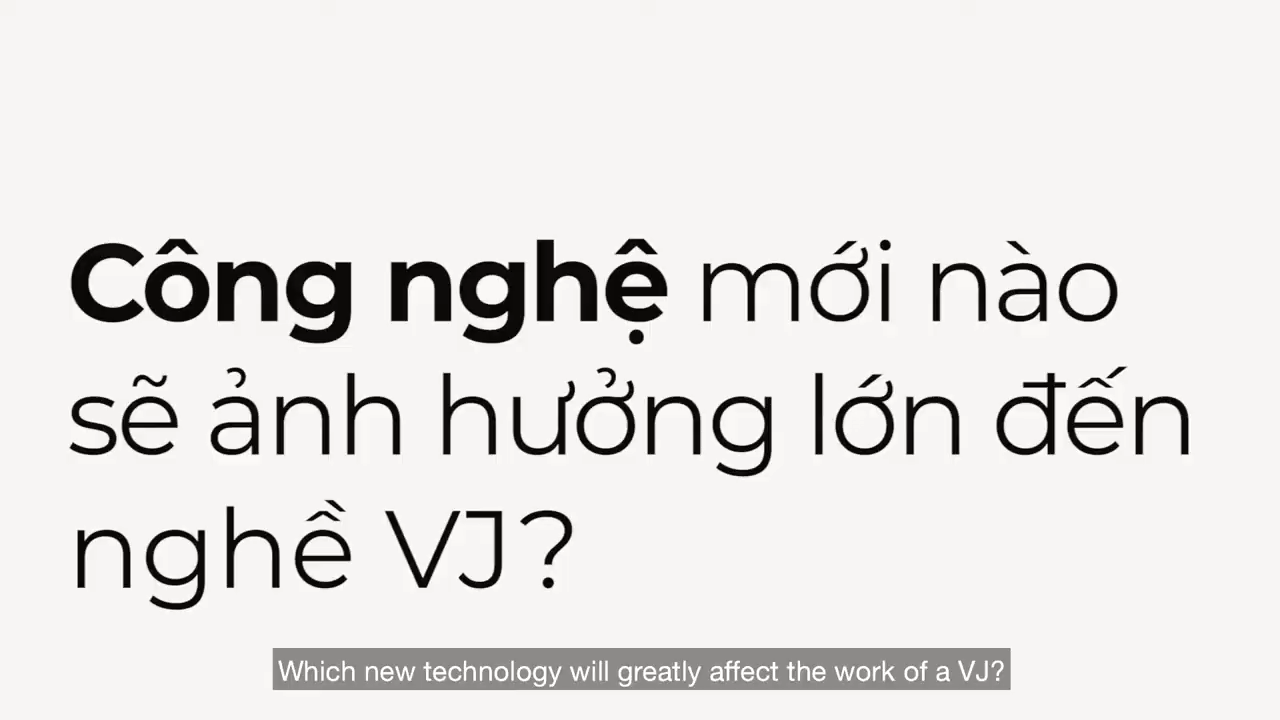 Công nghệ mới nào
sẽ ảnh hưởng lớn đến
nghề VJ?
Which new technology will greatly affect the work of a VJ?